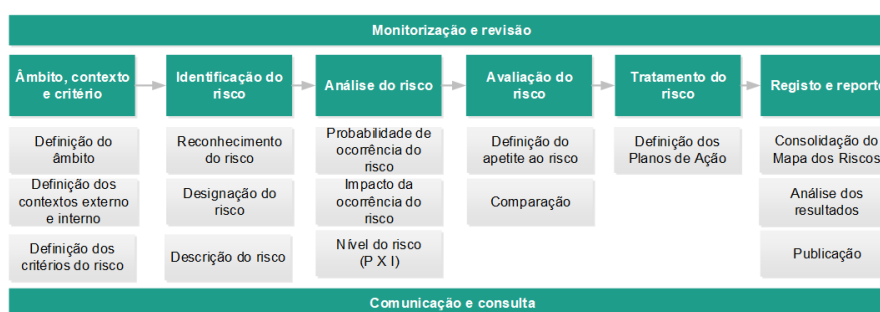 Monitorização e revisão
Âmbito, contexto
e critério
Identificação do
risco
Análise do risco
Avaliação do
risco
Tratamento do
risco
Registo e reporte
Definição do
âmbito
Definição dos
contextos externo
e interno
Definição dos
critérios do risco
Reconhecimento
do risco
Designação do
risco
Descrição do risco
Probabilidade de
ocorrência do
risco
Impacto da
ocorrência do
risco
Nível do risco
(P X I)
Definição do
apetite ao risco
Comparação
Definição dos
Planos de Ação
Consolidação do
Mapa dos Riscos
Análise dos
resultados
Publicação
Comunicação e consulta